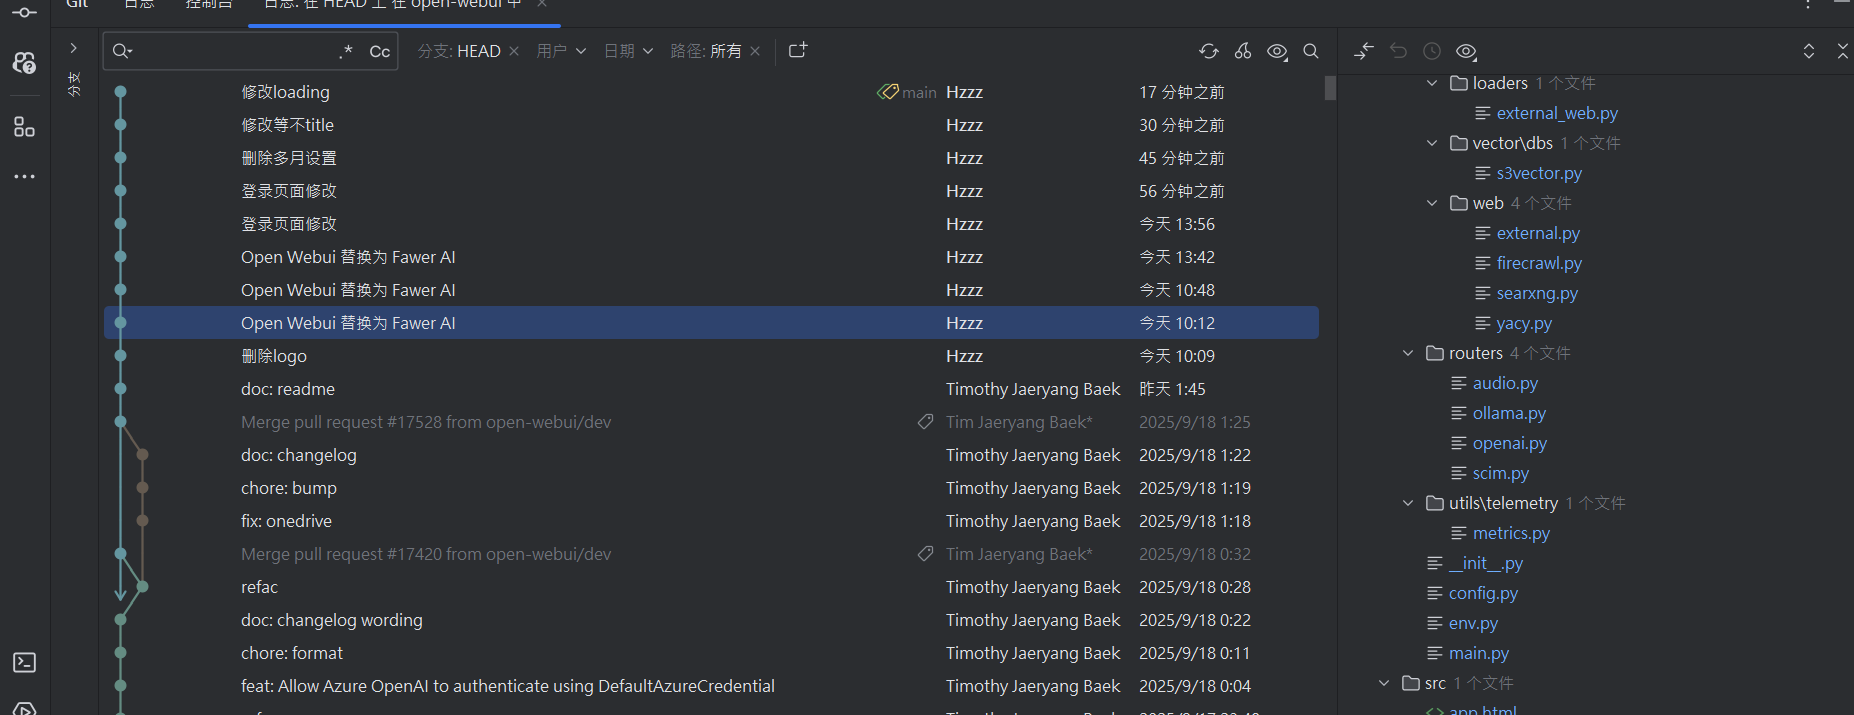 Git 日志 控制台 日志: 在 HEAD 上 在 open-webui 中
分支
.* Cc 分支: HEAD 用户 日期 路径: 所有
修改loading main Hzzz 17 分钟之前
修改等不title Hzzz 30 分钟之前
删除多月设置 Hzzz 45 分钟之前
登录页面修改 Hzzz 56 分钟之前
登录页面修改 Hzzz 今天 13:56
Open Webui 替换为 Fawer AI Hzzz 今天 13:42
Open Webui 替换为 Fawer AI Hzzz 今天 10:48
Open Webui 替换为 Fawer AI Hzzz 今天 10:12
删除logo Hzzz 今天 10:09
doc: readme Timothy Jaeryang Baek 昨天 1:45
Merge pull request #17528 from open-webui/dev Tim Jaeryang Baek* 2025/9/18 1:25
doc: changelog Timothy Jaeryang Baek 2025/9/18 1:22
chore: bump Timothy Jaeryang Baek 2025/9/18 1:19
fix: onedrive Timothy Jaeryang Baek 2025/9/18 1:18
Merge pull request #17420 from open-webui/dev Tim Jaeryang Baek* 2025/9/18 0:32
refac Timothy Jaeryang Baek 2025/9/18 0:28
doc: changelog wording Timothy Jaeryang Baek 2025/9/18 0:22
chore: format Timothy Jaeryang Baek 2025/9/18 0:11
feat: Allow Azure OpenAI to authenticate using DefaultAzureCredential Timothy Jaeryang Baek 2025/9/18 0:04
loaders 1 个文件
external_web.py
vector\dbs 1 个文件
s3vector.py
web 4 个文件
external.py
firecrawl.py
searxng.py
yacy.py
routers 4 个文件
audio.py
ollama.py
openai.py
scim.py
utils\telemetry 1 个文件
metrics.py
__init__.py
config.py
env.py
main.py
src 1 个文件
app.html